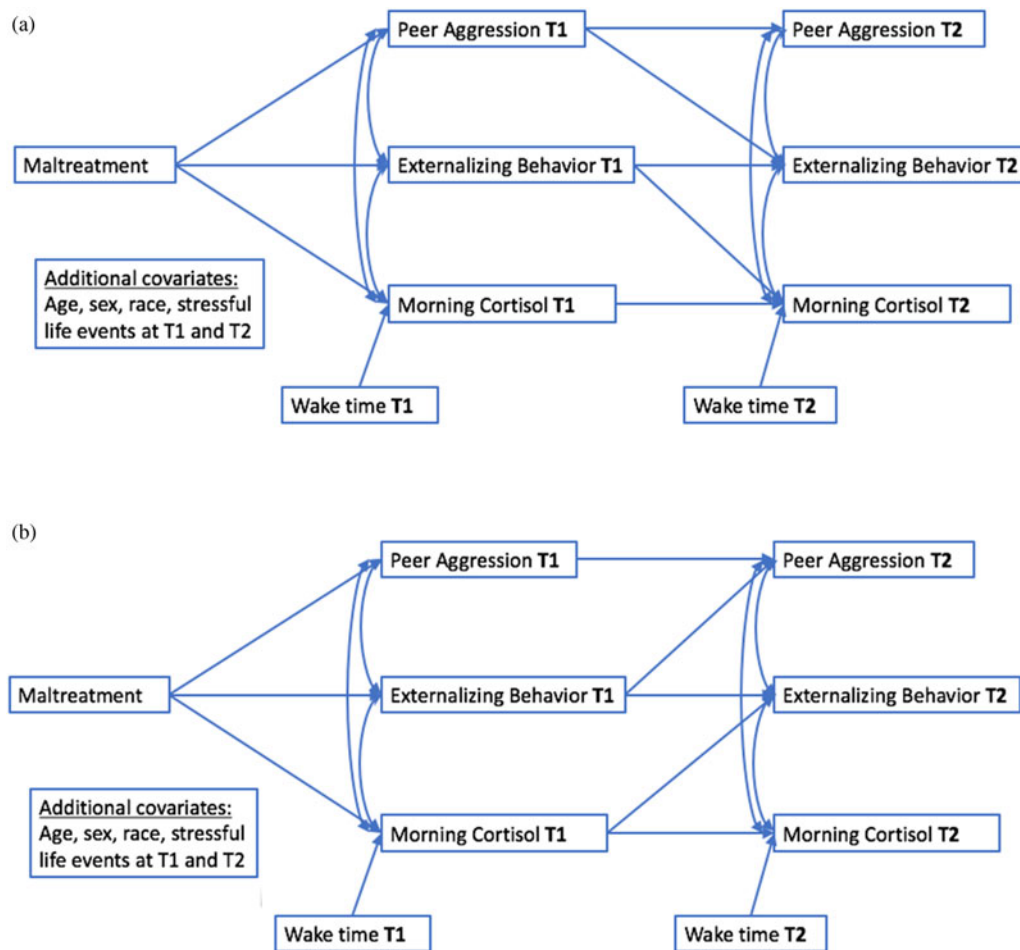 (a)
Peer Aggression T1
Peer Aggression T2
Maltreatment
Externalizing Behavior T1
Externalizing Behavior T2
Additional covariates:
Age, sex, race, stressful
life events at T1 and T2
Morning Cortisol T1
Morning Cortisol T2
Wake time T1
Wake time T2
(b)
Peer Aggression T1
Peer Aggression T2
Maltreatment
Externalizing Behavior T1
Externalizing Behavior T2
Additional covariates:
Age, sex, race, stressful
life events at T1 and T2
Morning Cortisol T1
Morning Cortisol T2
Wake time T1
Wake time T2